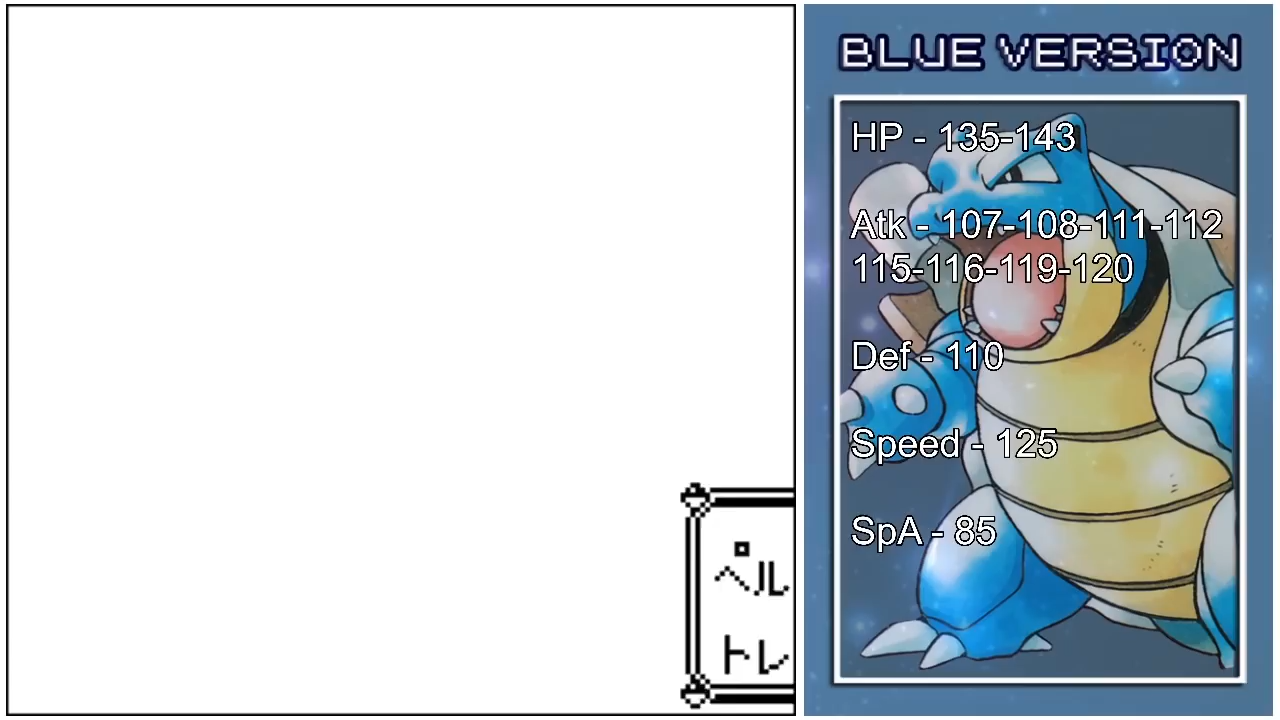 ペル
トレ
BLUE VERSION
HP - 135-143
Atk - 107-108-111-112
115-116-119-120
Def - 110
Speed - 125
SpA - 85